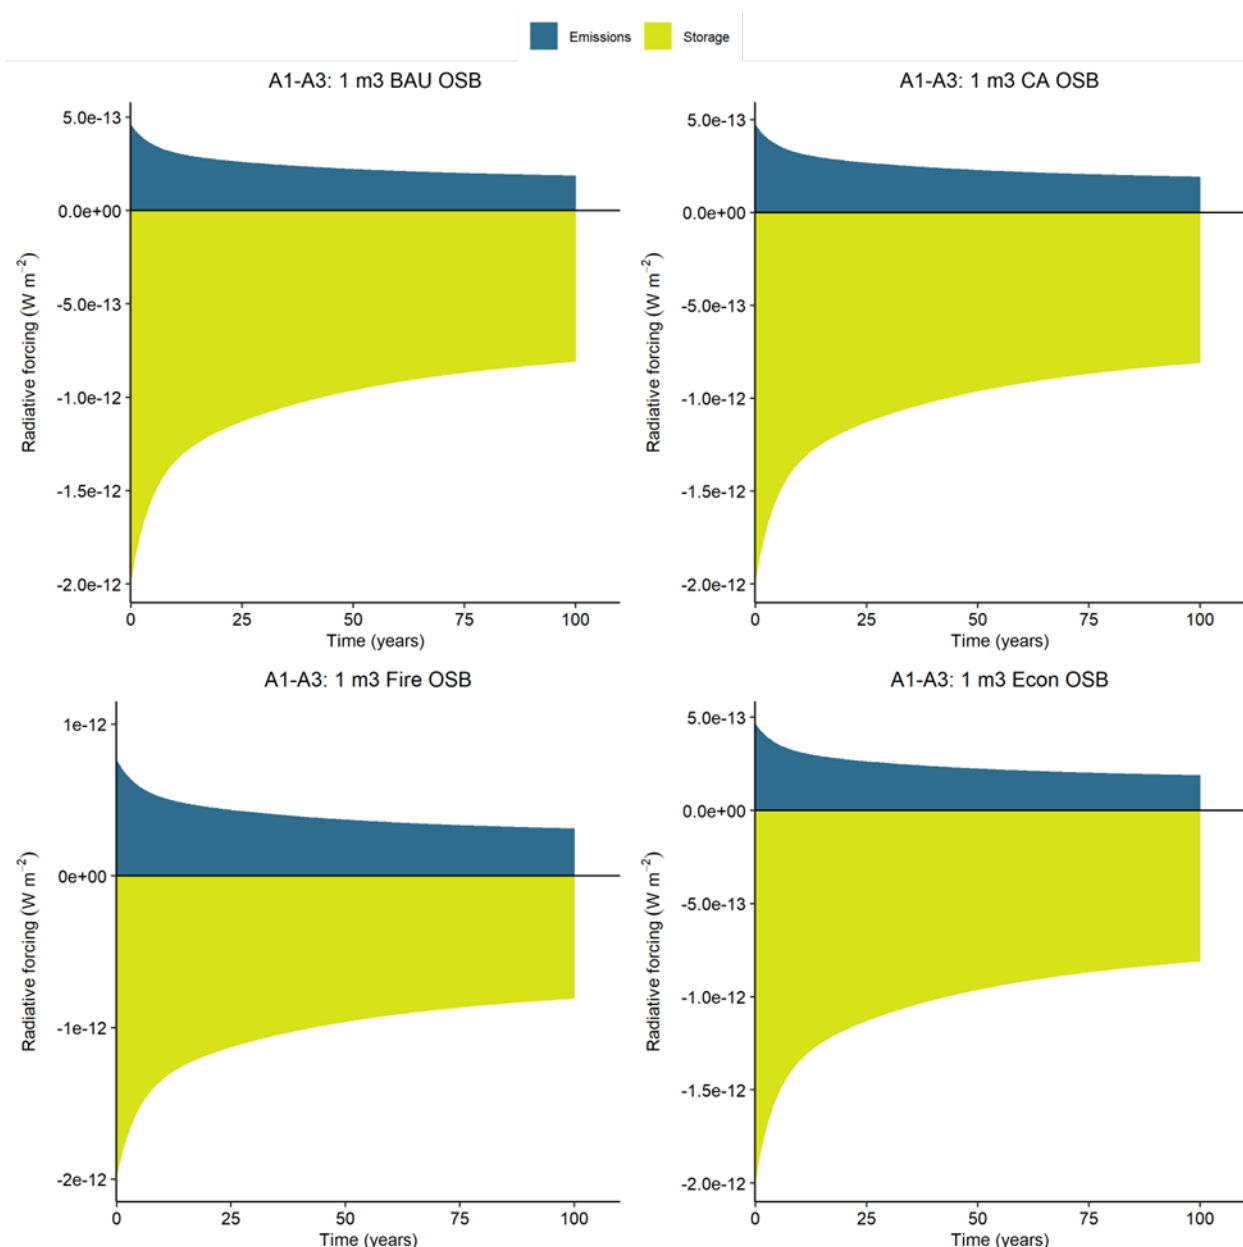 Emissions Storage
A1-A3: 1 m3 BAU OSB
5.0e-13
0.0e+00
-5.0e-13
-1.0e-12
-1.5e-12
-2.0e-12
Radiative forcing (W m⁻²)
0 25 50 75 100
Time (years)
A1-A3: 1 m3 CA OSB
5.0e-13
0.0e+00
-5.0e-13
-1.0e-12
-1.5e-12
-2.0e-12
Radiative forcing (W m⁻²)
0 25 50 75 100
Time (years)
A1-A3: 1 m3 Fire OSB
1e-12
0e+00
-1e-12
-2e-12
Radiative forcing (W m⁻²)
0 25 50 75 100
Time (years)
A1-A3: 1 m3 Econ OSB
5.0e-13
0.0e+00
-5.0e-13
-1.0e-12
-1.5e-12
-2.0e-12
Radiative forcing (W m⁻²)
0 25 50 75 100
Time (years)